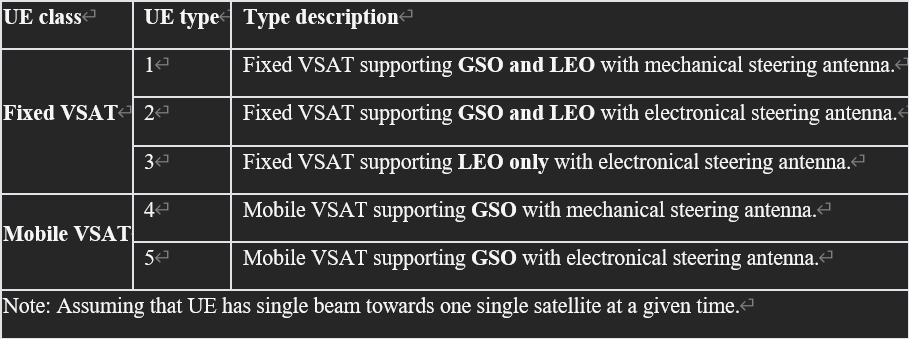 UE class UE type Type description
Fixed VSAT
1 Fixed VSAT supporting GSO and LEO with mechanical steering antenna.
2 Fixed VSAT supporting GSO and LEO with electronical steering antenna.
3 Fixed VSAT supporting LEO only with electronical steering antenna.
Mobile VSAT
4 Mobile VSAT supporting GSO with mechanical steering antenna.
5 Mobile VSAT supporting GSO with electronical steering antenna.
Note: Assuming that UE has single beam towards one single satellite at a given time.